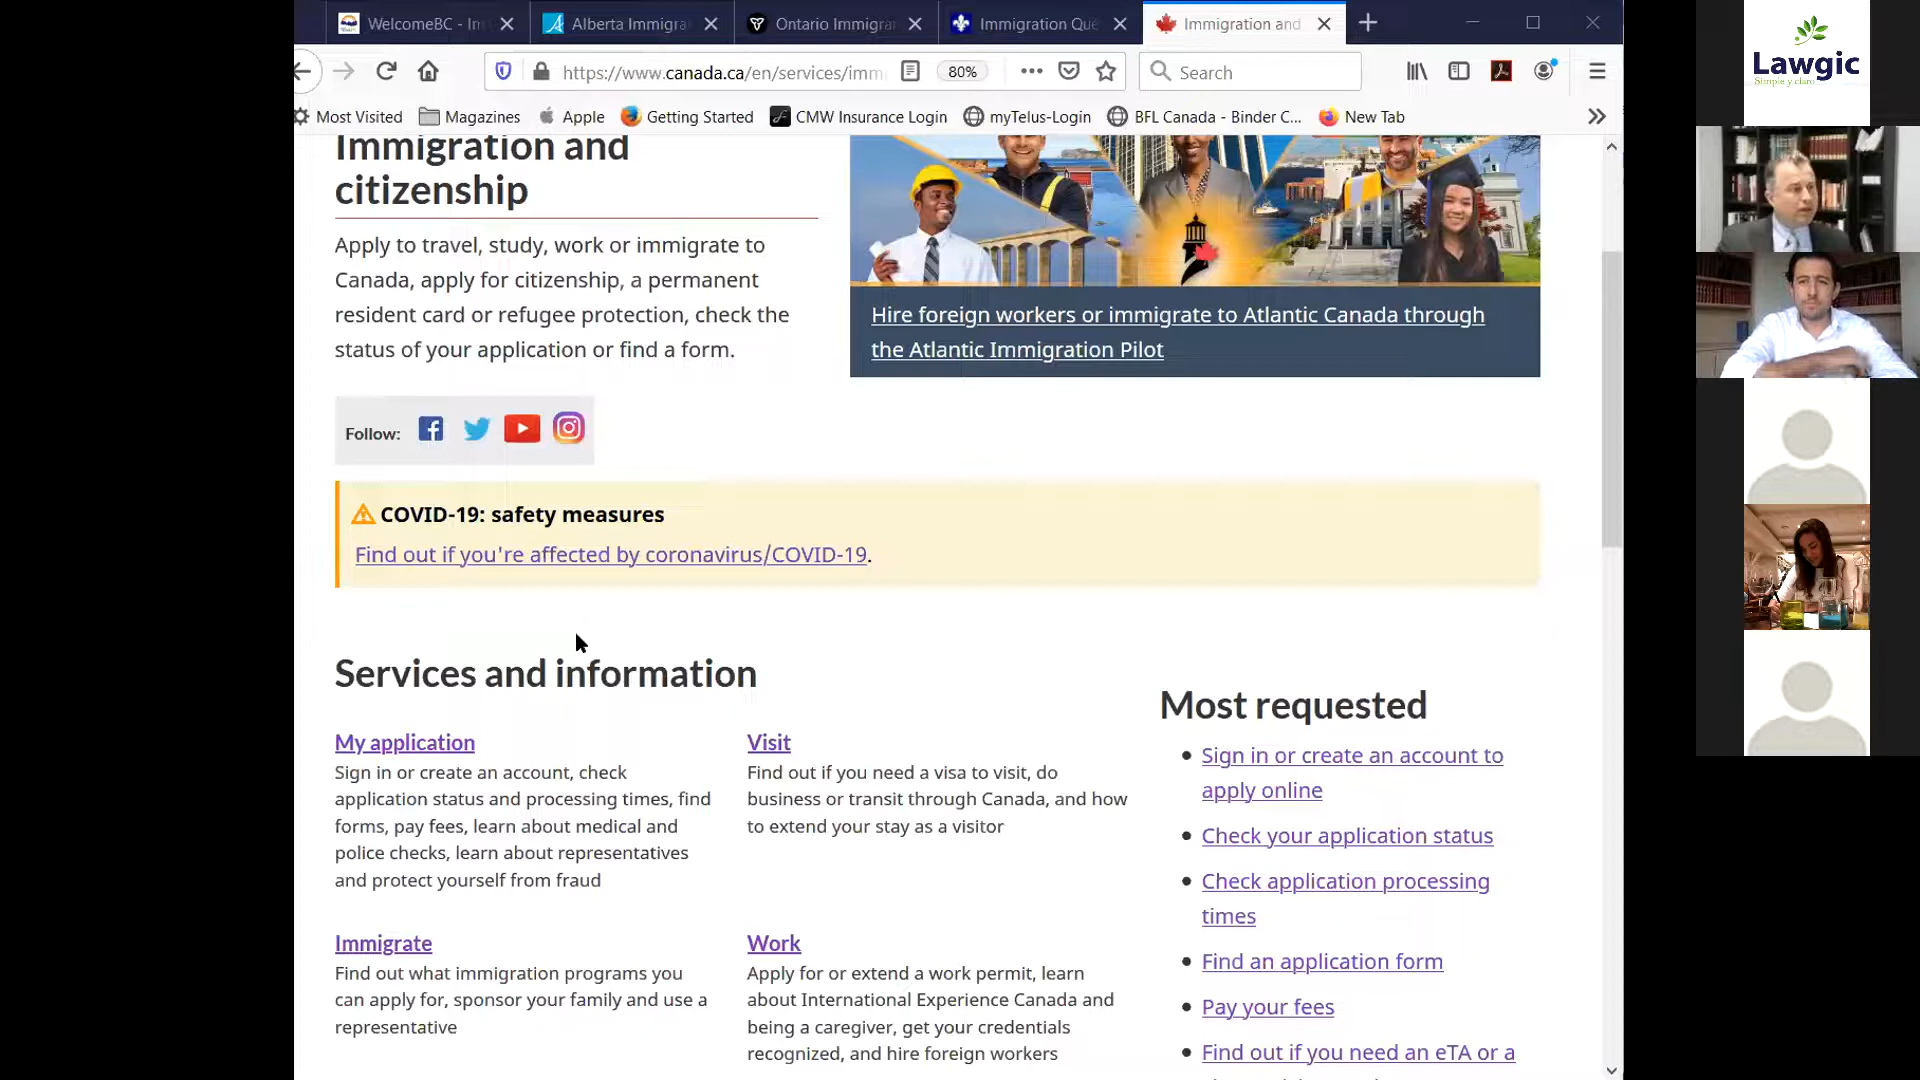 WelcomeBC - Im
Alberta Immigra
Ontario Immigra
Immigration Qué
Immigration and
https://www.canada.ca/en/services/imm
80%
Search
Most Visited
Magazines
Apple
Getting Started
CMW Insurance Login
myTelus-Login
BFL Canada - Binder C...
New Tab
Immigration and
citizenship
Apply to travel, study, work or immigrate to
Canada, apply for citizenship, a permanent
resident card or refugee protection, check the
status of your application or find a form.
Hire foreign workers or immigrate to Atlantic Canada through
the Atlantic Immigration Pilot
Follow:
COVID-19: safety measures
Find out if you're affected by coronavirus/COVID-19.
Services and information
My application
Sign in or create an account, check
application status and processing times, find
forms, pay fees, learn about medical and
police checks, learn about representatives
and protect yourself from fraud
Visit
Find out if you need a visa to visit, do
business or transit through Canada, and how
to extend your stay as a visitor
Immigrate
Find out what immigration programs you
can apply for, sponsor your family and use a
representative
Work
Apply for or extend a work permit, learn
about International Experience Canada and
being a caregiver, get your credentials
recognized, and hire foreign workers
Most requested
Sign in or create an account to
apply online
Check your application status
Check application processing
times
Find an application form
Pay your fees
Find out if you need an eTA or a
Lawgic
Simple y claro